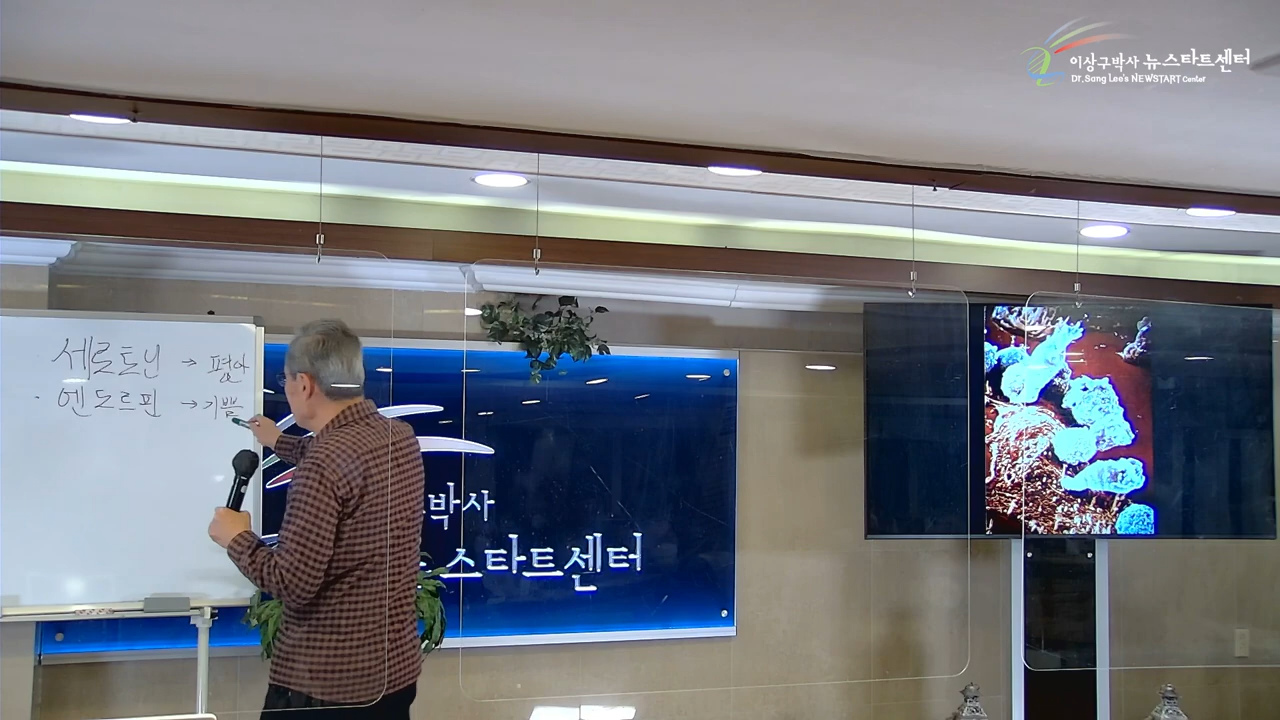 이상구박사 뉴스타트센터
Dr. Sang Lee's NEWSTART Center
세로토닌 → 평안
엔도르핀 → 기쁨
박사
스타트센터